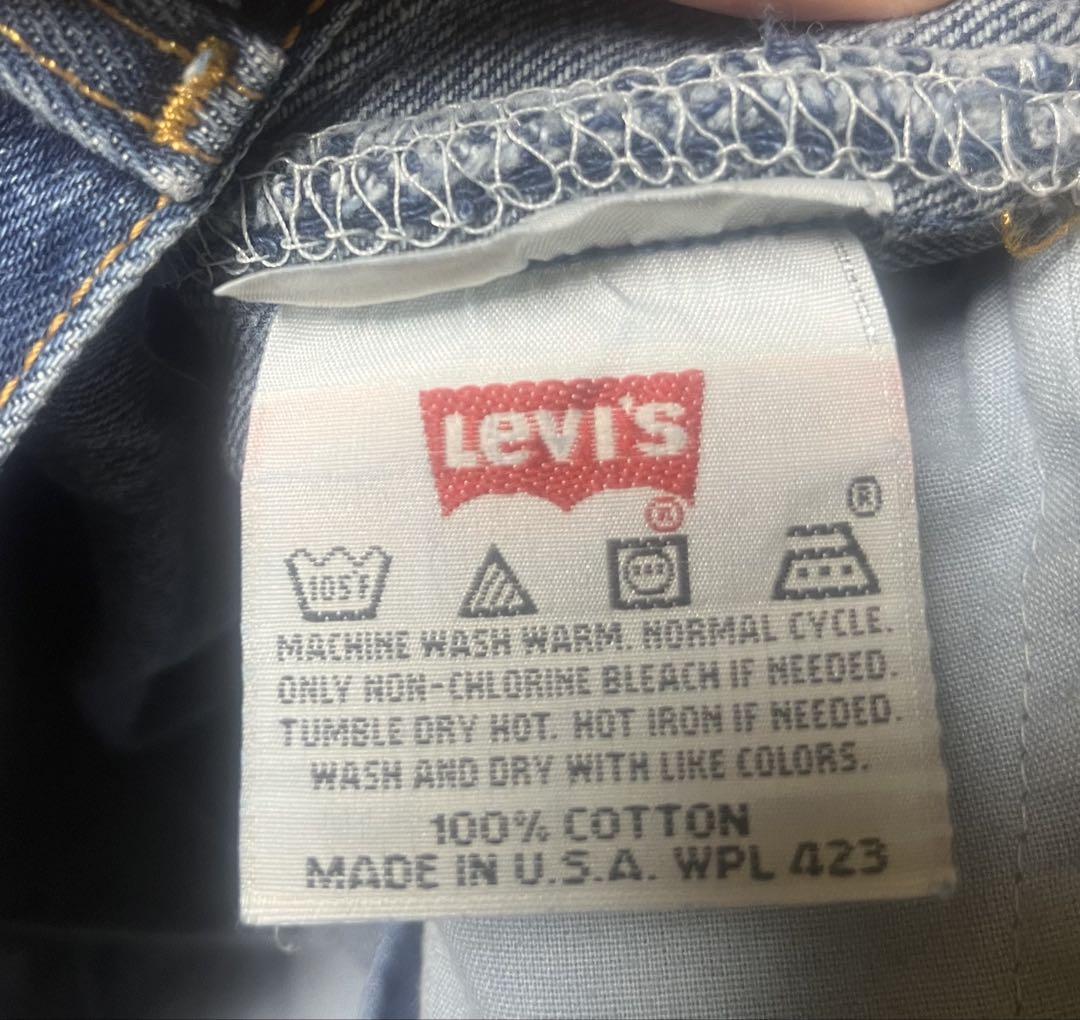 Levi's
®
®
105F
MACHINE WASH WARM. NORMAL CYCLE.
ONLY NON-CHLORINE BLEACH IF NEEDED.
TUMBLE DRY HOT. HOT IRON IF NEEDED.
WASH AND DRY WITH LIKE COLORS.
100% COTTON
MADE IN U.S.A. WPL 423